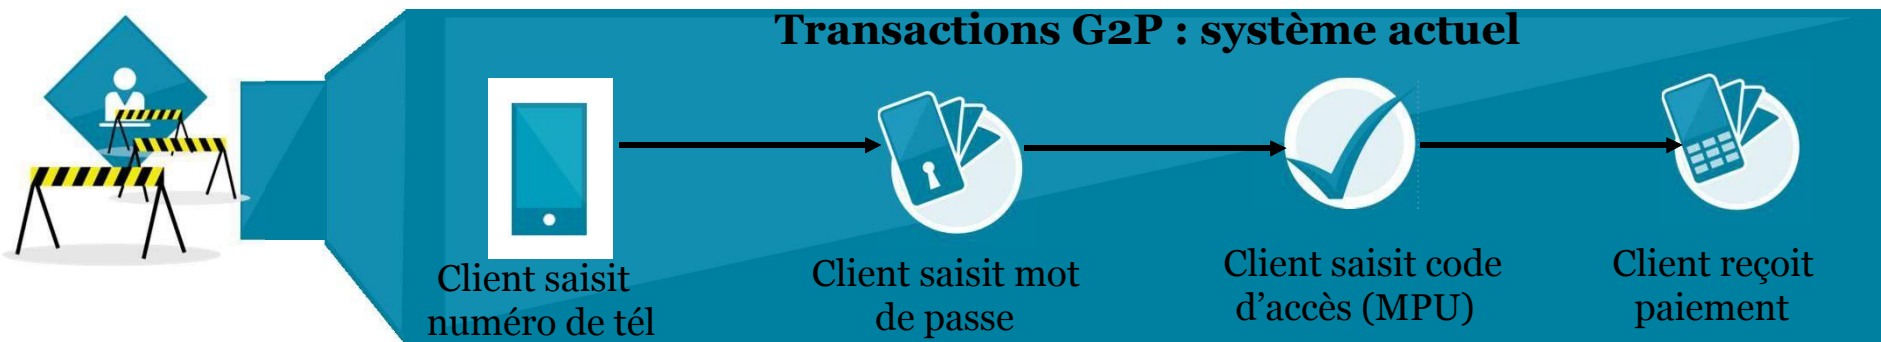 Transactions G2P : système actuel
Client saisit
numéro de tél
Client saisit mot
de passe
Client saisit code
d’accès (MPU)
Client reçoit
paiement